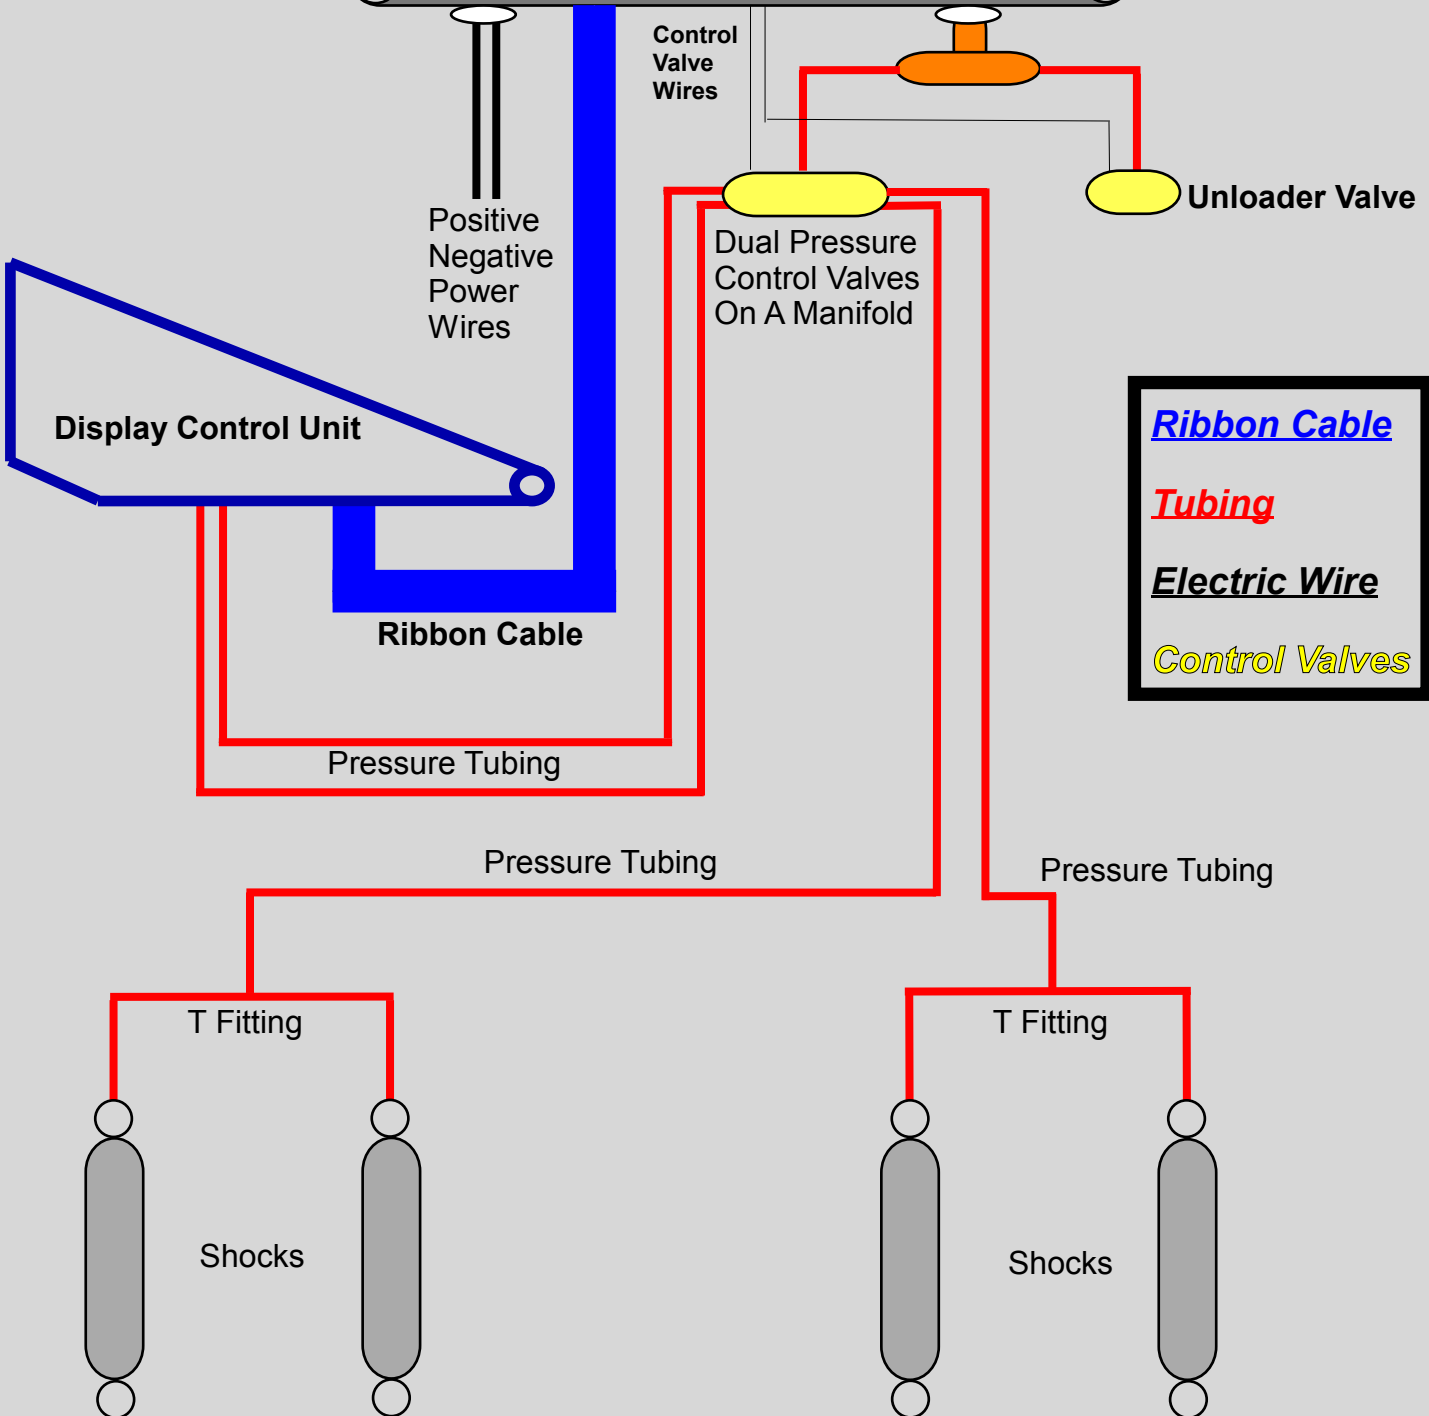 Control
Valve
Wires
Unloader Valve
Positive
Negative
Power
Wires
Dual Pressure
Control Valves
On A Manifold
Display Control Unit
Ribbon Cable
Tubing
Electric Wire
Control Valves
Ribbon Cable
Pressure Tubing
Pressure Tubing
Pressure Tubing
T Fitting
T Fitting
Shocks
Shocks